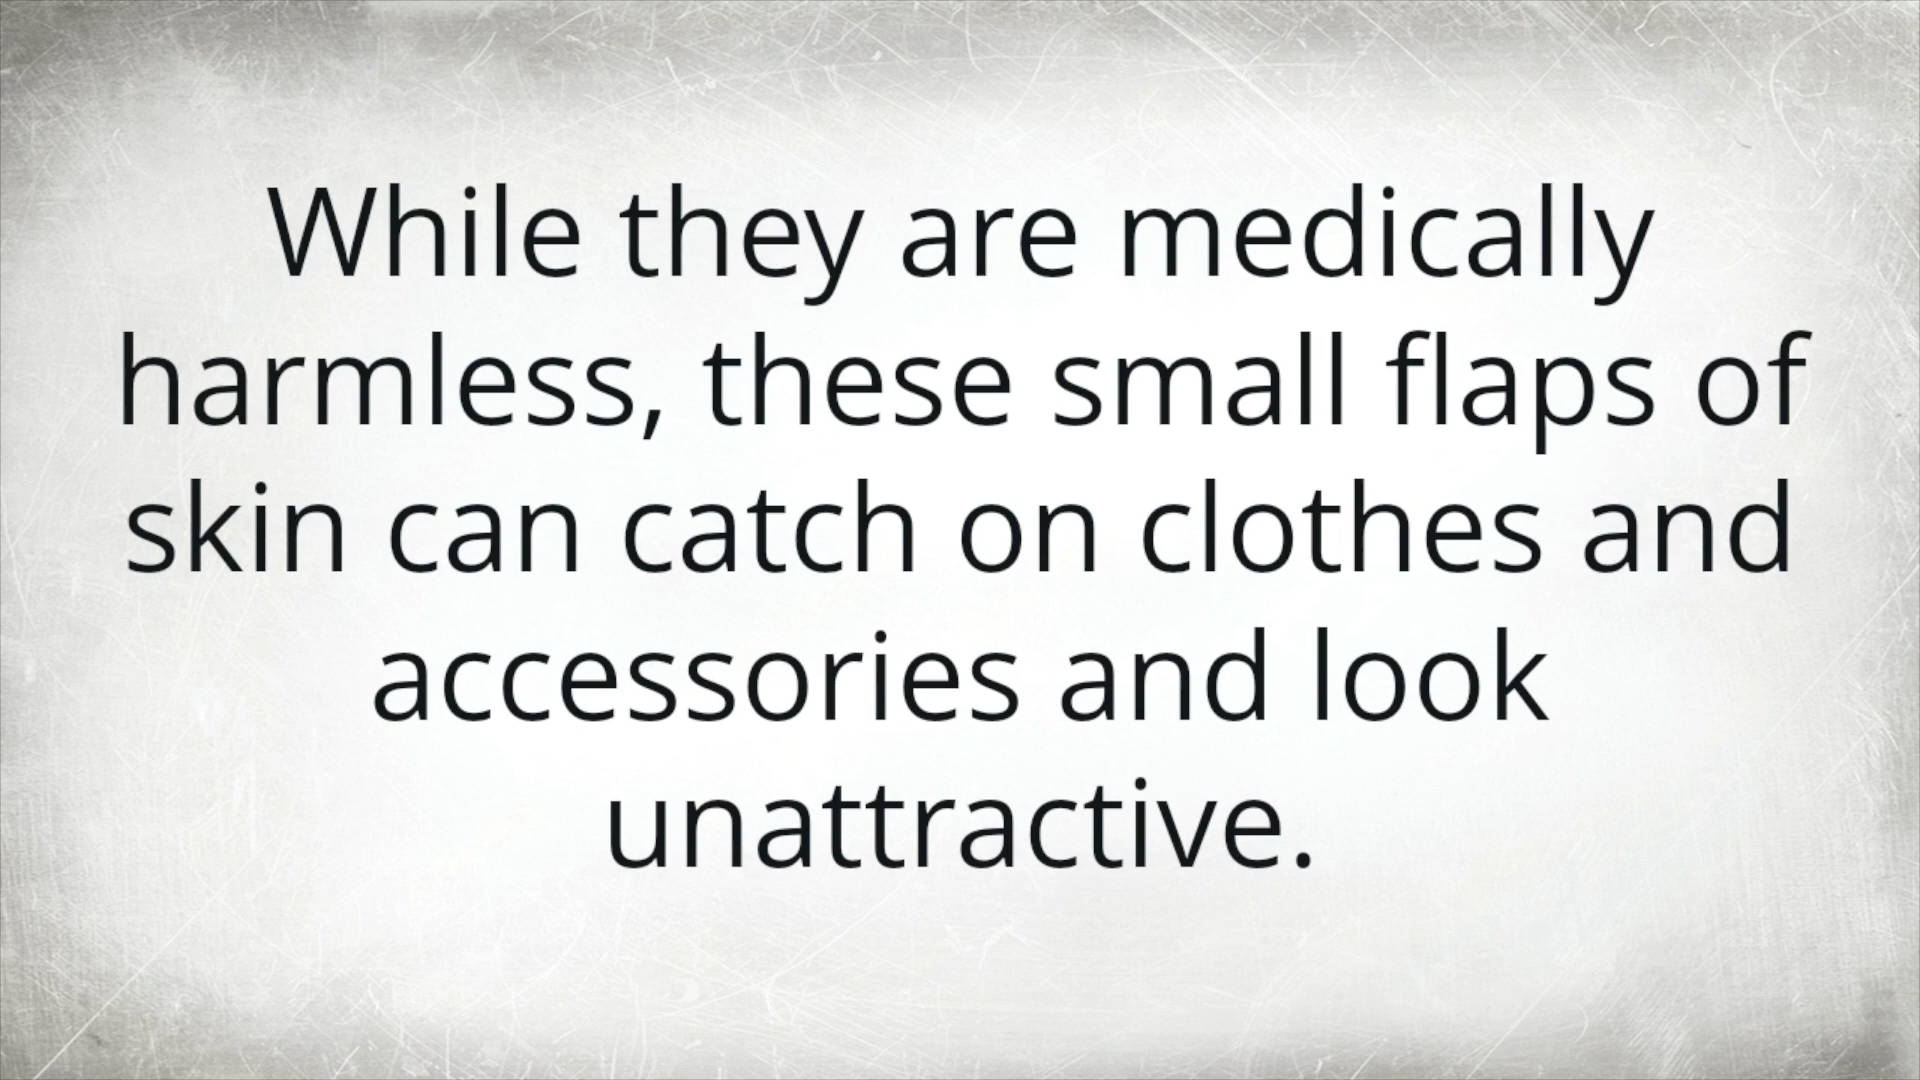 While they are medically
harmless, these small flaps of
skin can catch on clothes and
accessories and look
unattractive.